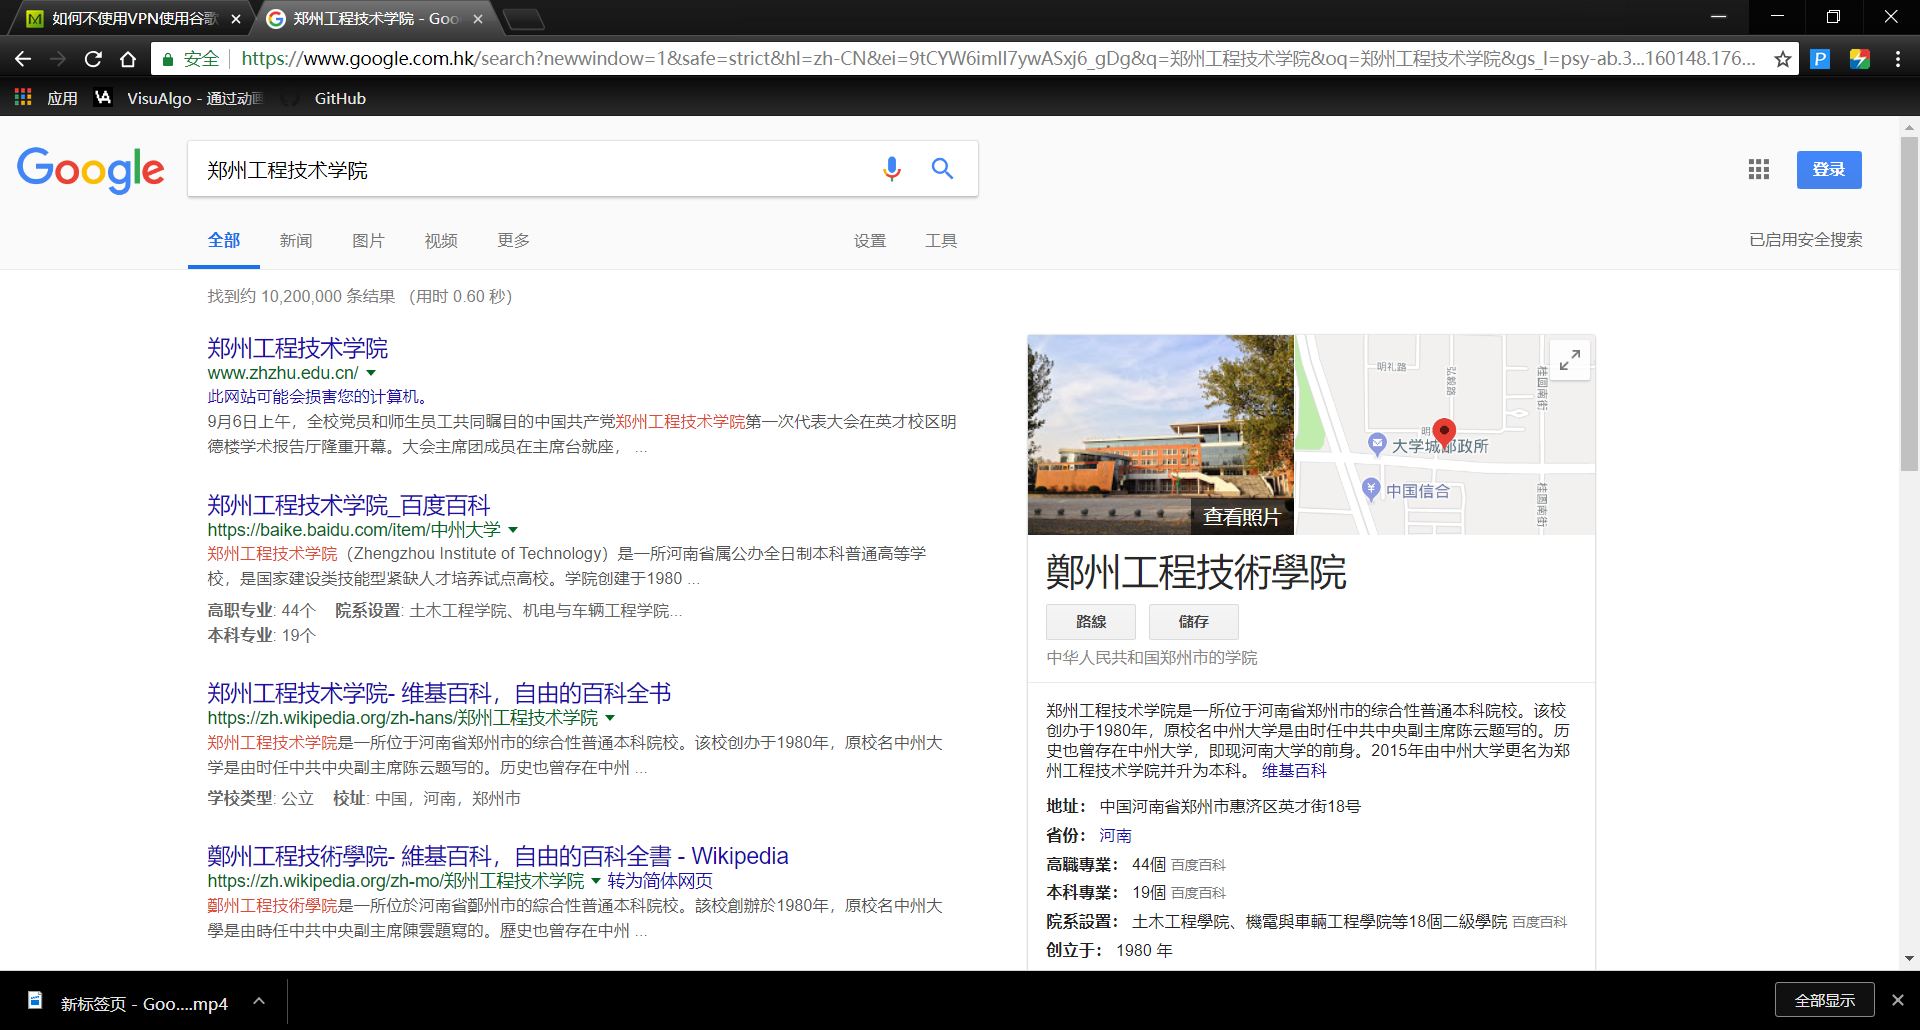 如何不使用VPN使用谷歌
郑州工程技术学院 - Goo
安全
https://www.google.com.hk/search?newwindow=1&safe=strict&hl=zh-CN&ei=9tCYW6imII7ywASxj6_gDg&q=郑州工程技术学院&oq=郑州工程技术学院&gs_l=psy-ab.3...160148.176...
应用
VisuAlgo - 通过动画
GitHub
Google
郑州工程技术学院
登录
全部
新闻
图片
视频
更多
设置
工具
已启用安全搜索
找到约 10,200,000 条结果 （用时 0.60 秒）
郑州工程技术学院
www.zhzhu.edu.cn/
此网站可能会损害您的计算机。
9月6日上午，全校党员和师生员工共同瞩目的中国共产党郑州工程技术学院第一次代表大会在英才校区明
德楼学术报告厅隆重开幕。大会主席团成员在主席台就座， ...
郑州工程技术学院_百度百科
https://baike.baidu.com/item/中州大学
郑州工程技术学院（Zhengzhou Institute of Technology）是一所河南省属公办全日制本科普通高等学
校，是国家建设类技能型紧缺人才培养试点高校。学院创建于1980 ...
高职专业: 44个 院系设置: 土木工程学院、机电与车辆工程学院...
本科专业: 19个
郑州工程技术学院- 维基百科，自由的百科全书
https://zh.wikipedia.org/zh-hans/郑州工程技术学院
郑州工程技术学院是一所位于河南省郑州市的综合性普通本科院校。该校创办于1980年，原校名中州大
学是由时任中共中央副主席陈云题写的。历史也曾存在中州 ...
学校类型: 公立 校址: 中国，河南，郑州市
鄭州工程技術學院- 維基百科，自由的百科全書 - Wikipedia
https://zh.wikipedia.org/zh-mo/郑州工程技术学院 转为简体网页
鄭州工程技術學院是一所位於河南省鄭州市的綜合性普通本科院校。該校創辦於1980年，原校名中州大
學是由時任中共中央副主席陳雲題寫的。歷史也曾存在中州 ...
查看照片
明礼路
桂圆南街
明
大学城邮政所
中国信合
桂圆南街
鄭州工程技術學院
路線
儲存
中华人民共和国郑州市的学院
郑州工程技术学院是一所位于河南省郑州市的综合性普通本科院校。该校
创办于1980年，原校名中州大学是由时任中共中央副主席陈云题写的。历
史也曾存在中州大学，即现河南大学的前身。2015年由中州大学更名为郑
州工程技术学院并升为本科。 维基百科
地址： 中国河南省郑州市惠济区英才街18号
省份： 河南
高職專業： 44個 百度百科
本科專業： 19個 百度百科
院系設置： 土木工程學院、機電與車輛工程學院等18個二級學院 百度百科
创立于： 1980 年
新标签页 - Goo....mp4
全部显示